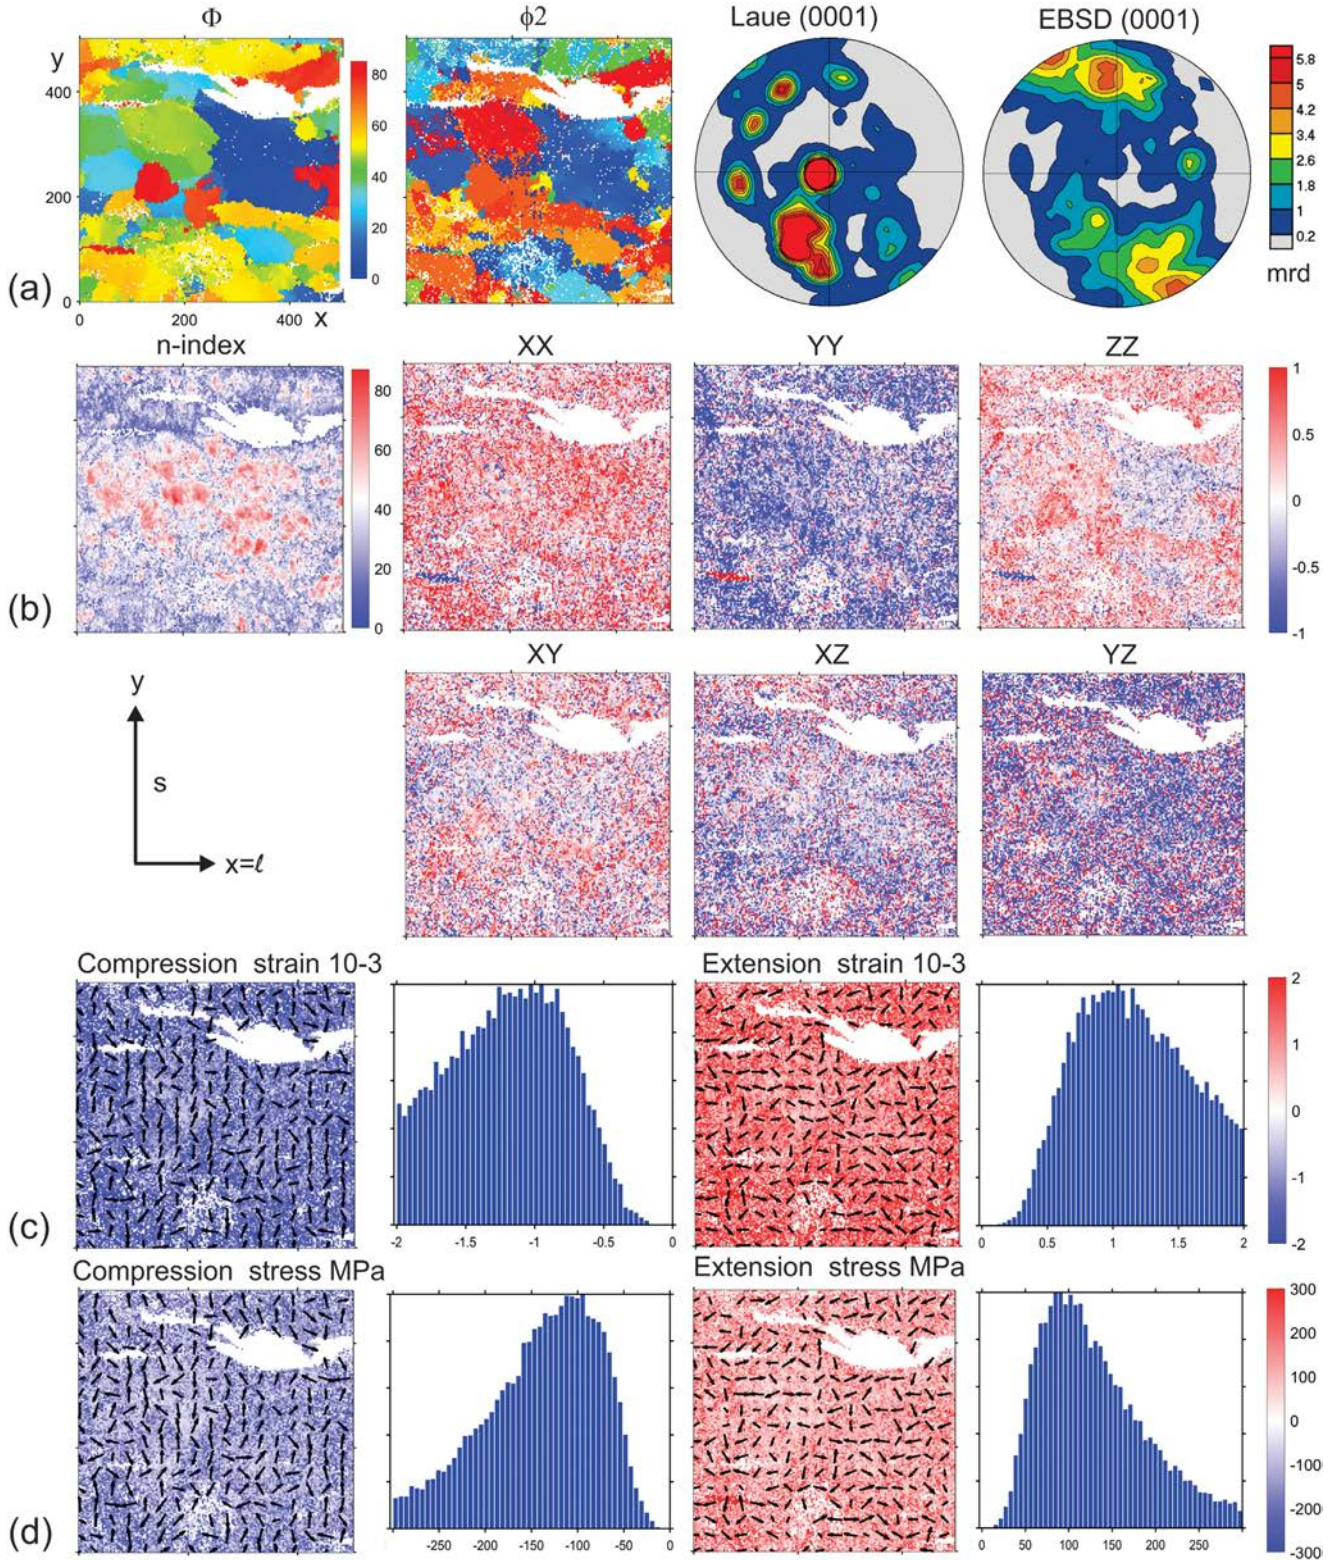 Φ ϕ2 Laue (0001) EBSD (0001)
y
400
200
0
0 200 400 x
80
60
40
20
0
5.8
5
4.2
3.4
2.6
1.8
1
0.2
mrd
(a)
n-index XX YY ZZ
80
60
40
20
0
1
0.5
0
-0.5
-1
(b)
XY XZ YZ
y
s
x=ℓ
Compression strain 10-3 Extension strain 10-3
-2 -1.5 -1 -0.5 0
0 0.5 1 1.5 2
2
1
0
-1
-2
(c)
Compression stress MPa Extension stress MPa
-250 -200 -150 -100 -50 0
0 50 100 150 200 250
300
200
100
0
-100
-200
-300
(d)